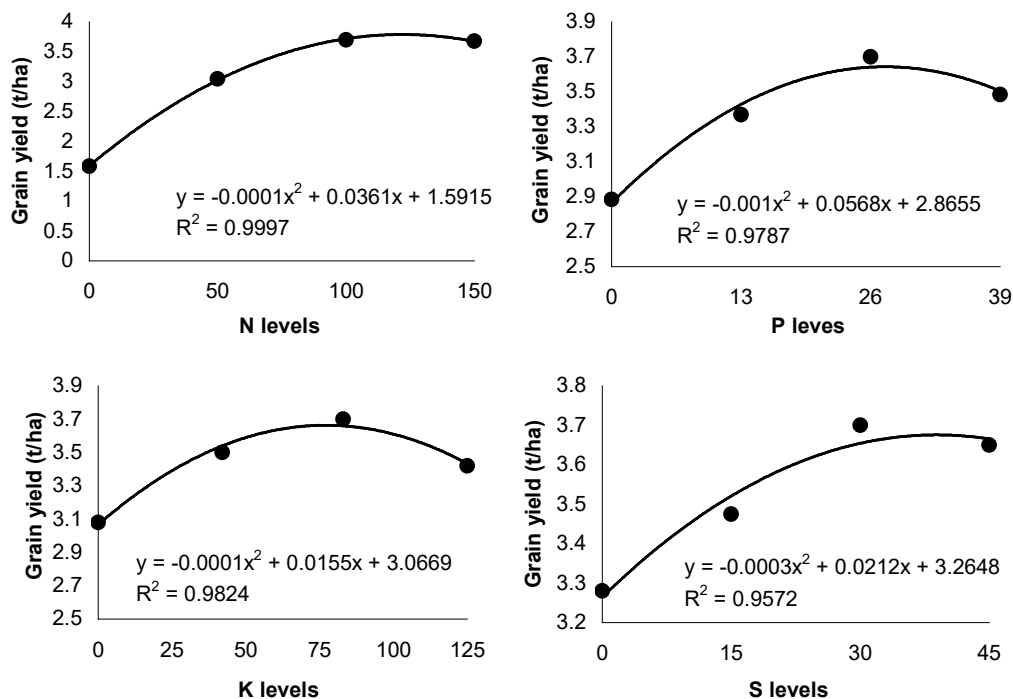 Grain yield (t/ha)
4
3.5
3
2.5
2
1.5
1
0.5
0
y = -0.0001x² + 0.0361x + 1.5915
R² = 0.9997
0 50 100 150
N levels
Grain yield (t/ha)
3.9
3.7
3.5
3.3
3.1
2.9
2.7
2.5
y = -0.001x² + 0.0568x + 2.8655
R² = 0.9787
0 13 26 39
P leves
Grain yield (t/ha)
3.9
3.7
3.5
3.3
3.1
2.9
2.7
2.5
y = -0.0001x² + 0.0155x + 3.0669
R² = 0.9824
0 25 50 75 100 125
K levels
Grain yield (t/ha)
3.8
3.7
3.6
3.5
3.4
3.3
3.2
y = -0.0003x² + 0.0212x + 3.2648
R² = 0.9572
0 15 30 45
S levels